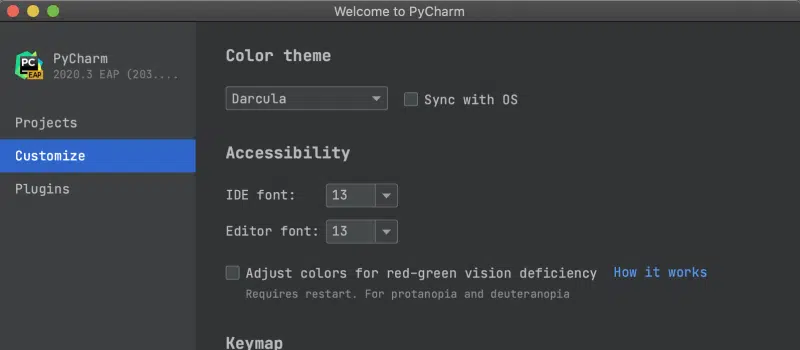 Welcome to PyCharm
PC
EAP
PyCharm
2020.3 EAP (203....
Projects
Customize
Plugins
Color theme
Darcula
Sync with OS
Accessibility
IDE font: 13
Editor font: 13
Adjust colors for red-green vision deficiency How it works
Requires restart. For protanopia and deuteranopia
Keymap